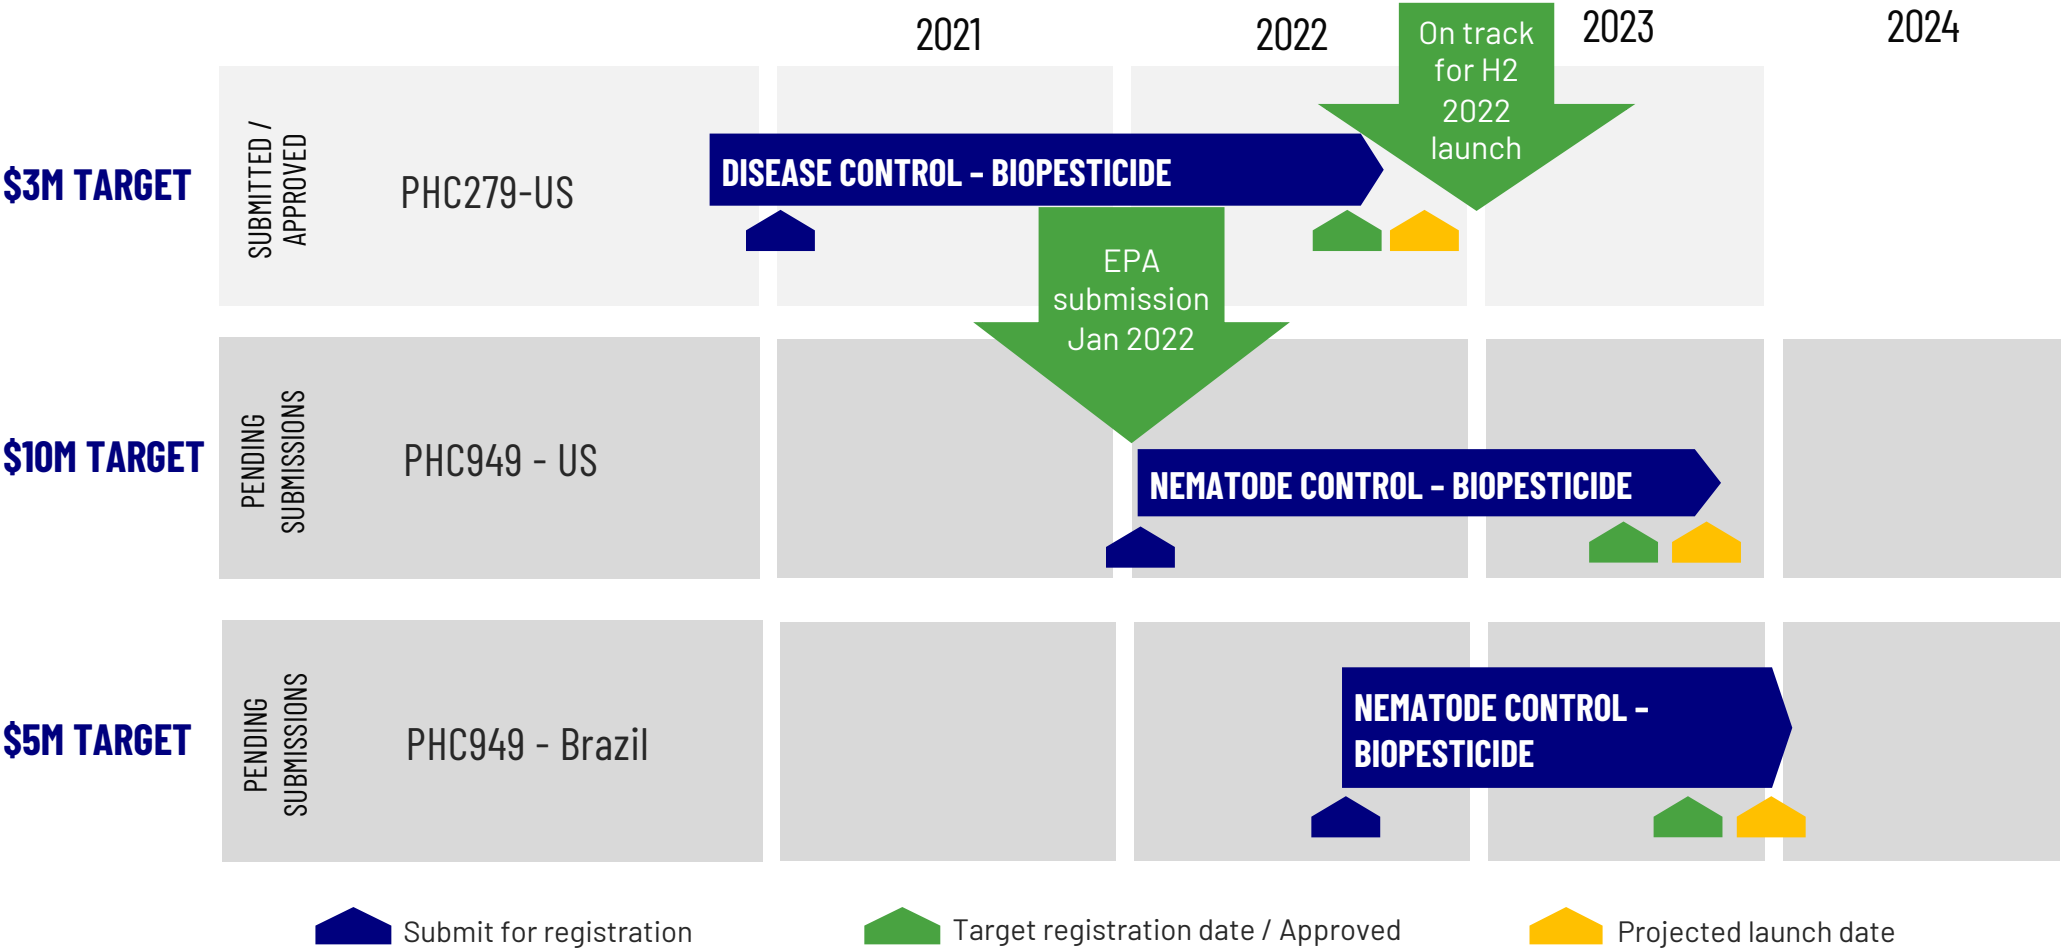 2021
2022
2023
2024
On track
for H2
2022
launch
$3M TARGET
SUBMITTED /
APPROVED
PHC279-US
DISEASE CONTROL – BIOPESTICIDE
EPA
submission
Jan 2022
$10M TARGET
PENDING
SUBMISSIONS
PHC949 - US
NEMATODE CONTROL – BIOPESTICIDE
$5M TARGET
PENDING
SUBMISSIONS
PHC949 - Brazil
NEMATODE CONTROL –
BIOPESTICIDE
Submit for registration
Target registration date / Approved
Projected launch date